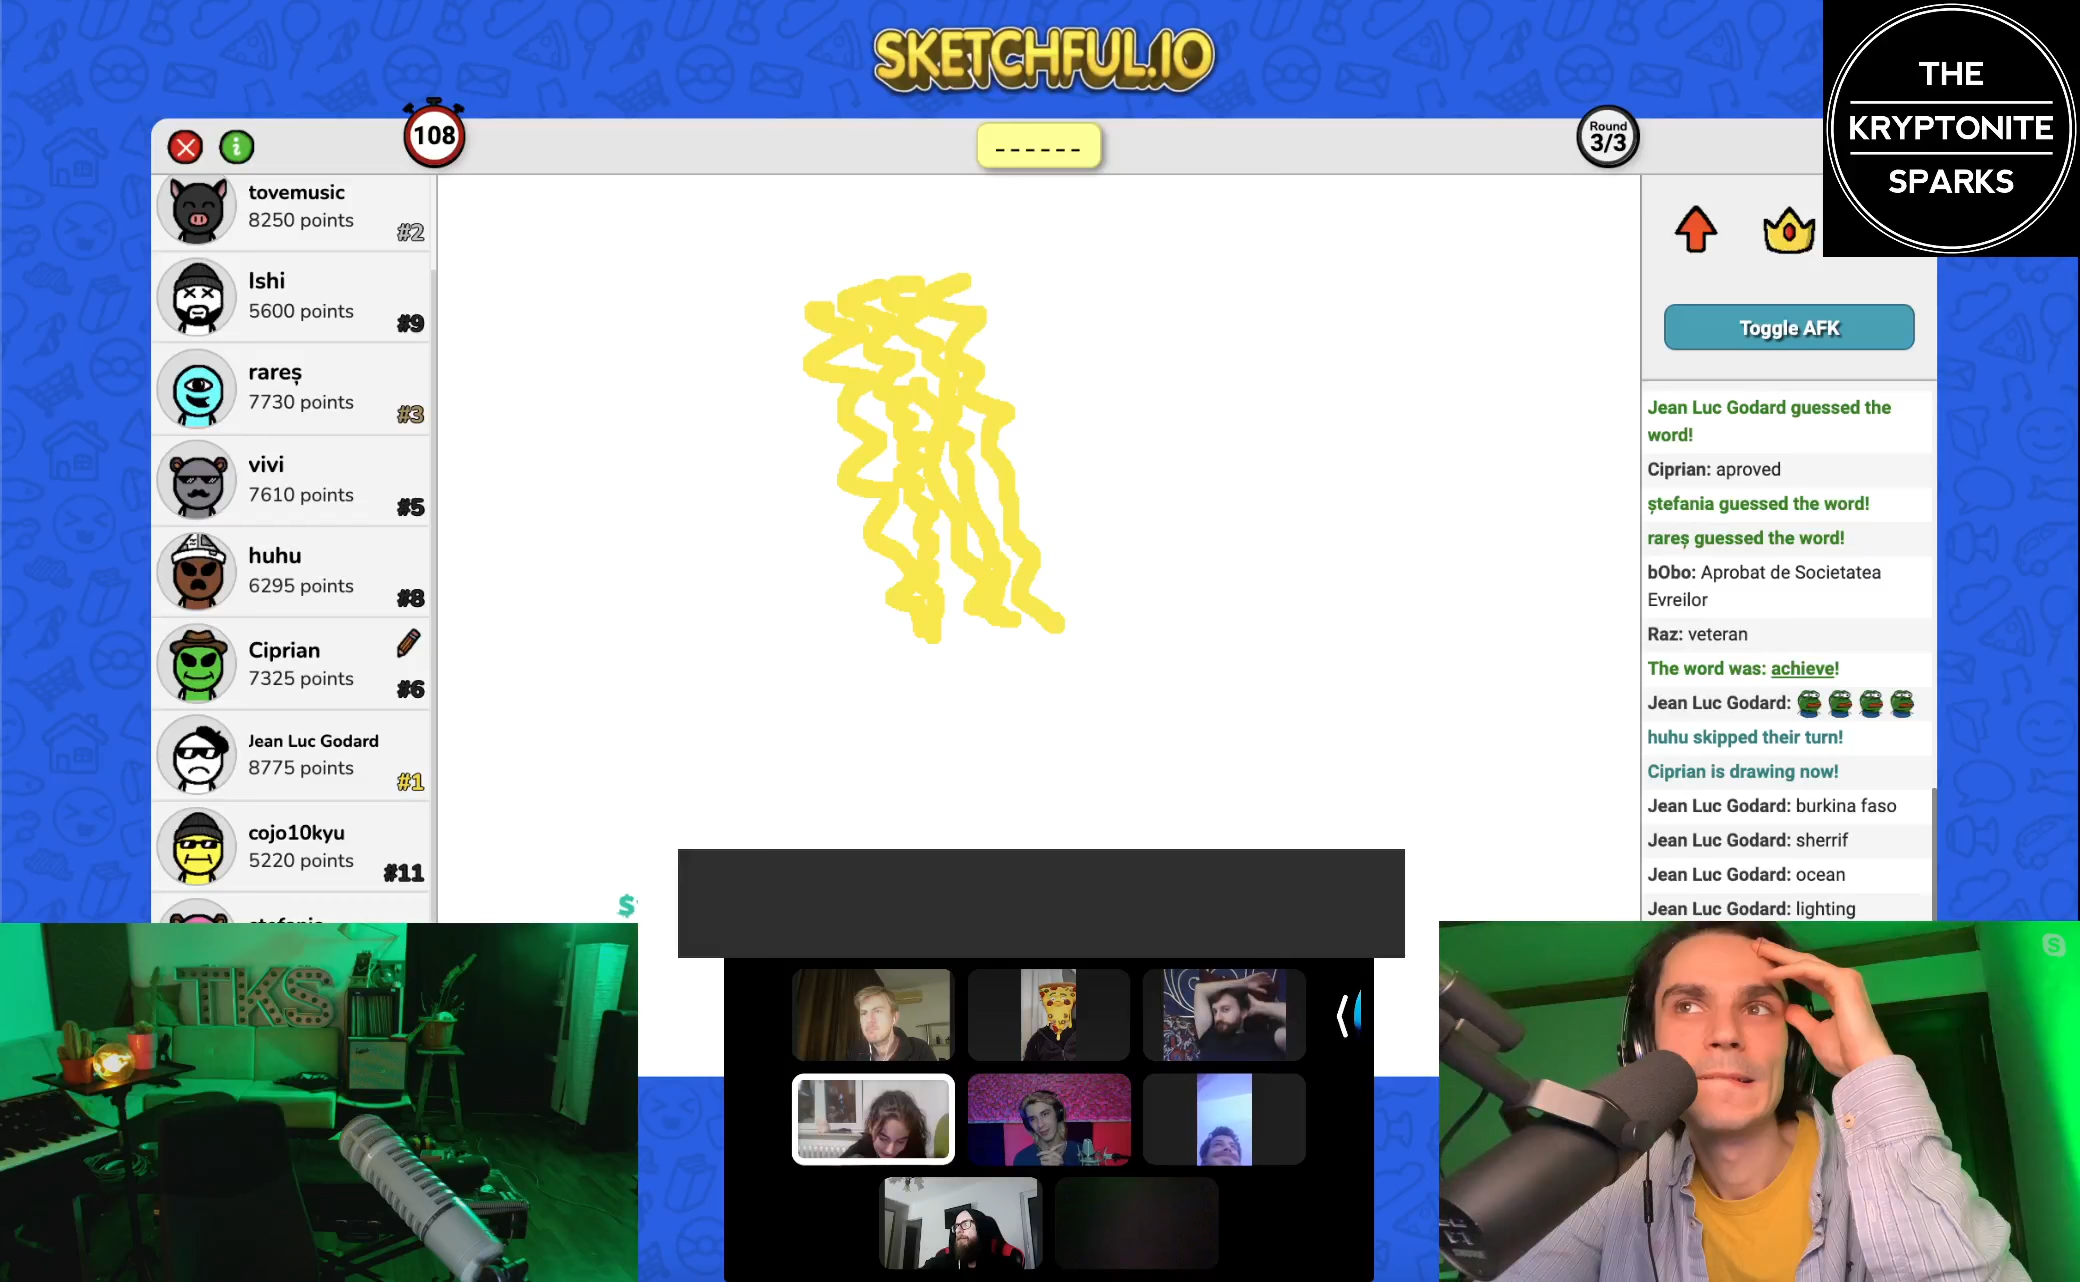 SKETCHFUL.IO
THE
KRYPTONITE
SPARKS
108
------
Round
3/3
tovemusic
8250 points
#2
Ishi
5600 points
#9
rareș
7730 points
#3
vivi
7610 points
#5
huhu
6295 points
#8
Ciprian
7325 points
#6
Jean Luc Godard
8775 points
#1
cojo10kyu
5220 points
#11
Toggle AFK
Jean Luc Godard guessed the
word!
Ciprian: aproved
ștefania guessed the word!
rareș guessed the word!
bObo: Aprobat de Societatea
Evreilor
Raz: veteran
The word was: achieve!
Jean Luc Godard:
huhu skipped their turn!
Ciprian is drawing now!
Jean Luc Godard: burkina faso
Jean Luc Godard: sherrif
Jean Luc Godard: ocean
Jean Luc Godard: lighting
$
TKS
S